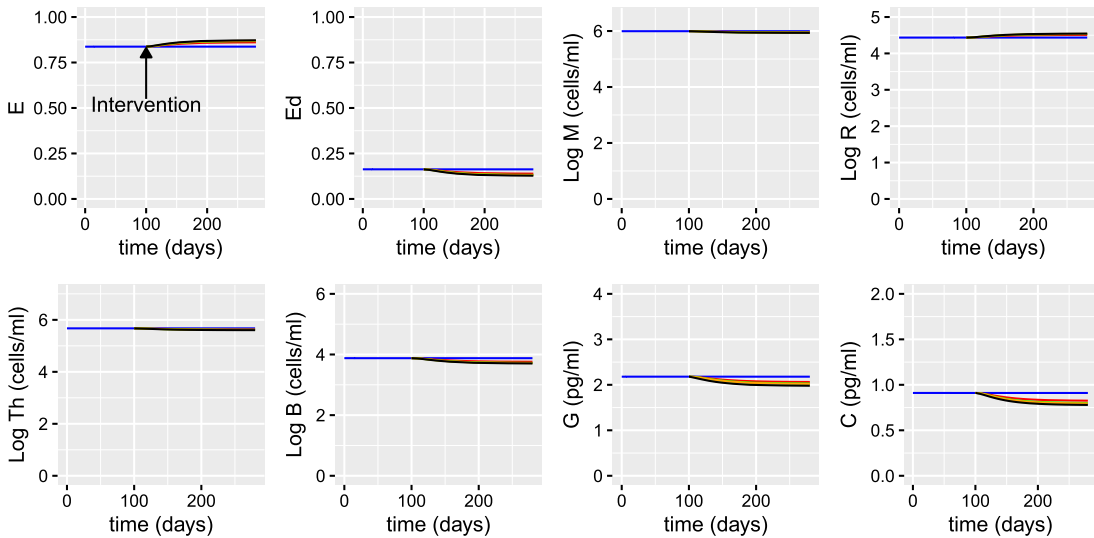 E
1.00
0.75
0.50
0.25
0.00
Intervention
0 100 200
time (days)
Ed
1.00
0.75
0.50
0.25
0.00
0 100 200
time (days)
Log M (cells/ml)
6
4
2
0
0 100 200
time (days)
Log R (cells/ml)
5
4
3
2
1
0
0 100 200
time (days)
Log Th (cells/ml)
6
4
2
0
0 100 200
time (days)
Log B (cells/ml)
6
4
2
0
0 100 200
time (days)
G (pg/ml)
4
3
2
1
0
0 100 200
time (days)
C (pg/ml)
2.0
1.5
1.0
0.5
0.0
0 100 200
time (days)